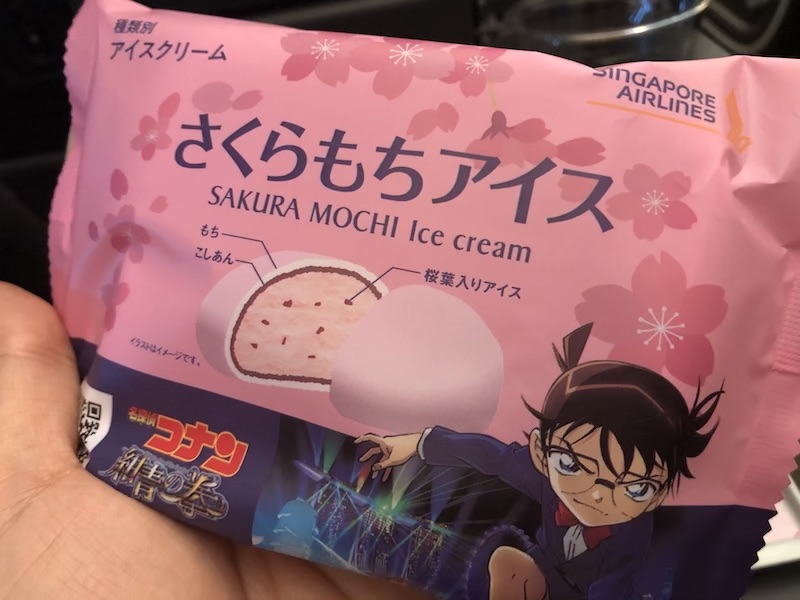 種類別
アイスクリーム
SINGAPORE
AIRLINES
さくらもちアイス
SAKURA MOCHI Ice cream
もち
こしあん
桜葉入りアイス
イラストはイメージです。
名探偵
コナン
紺青の拳